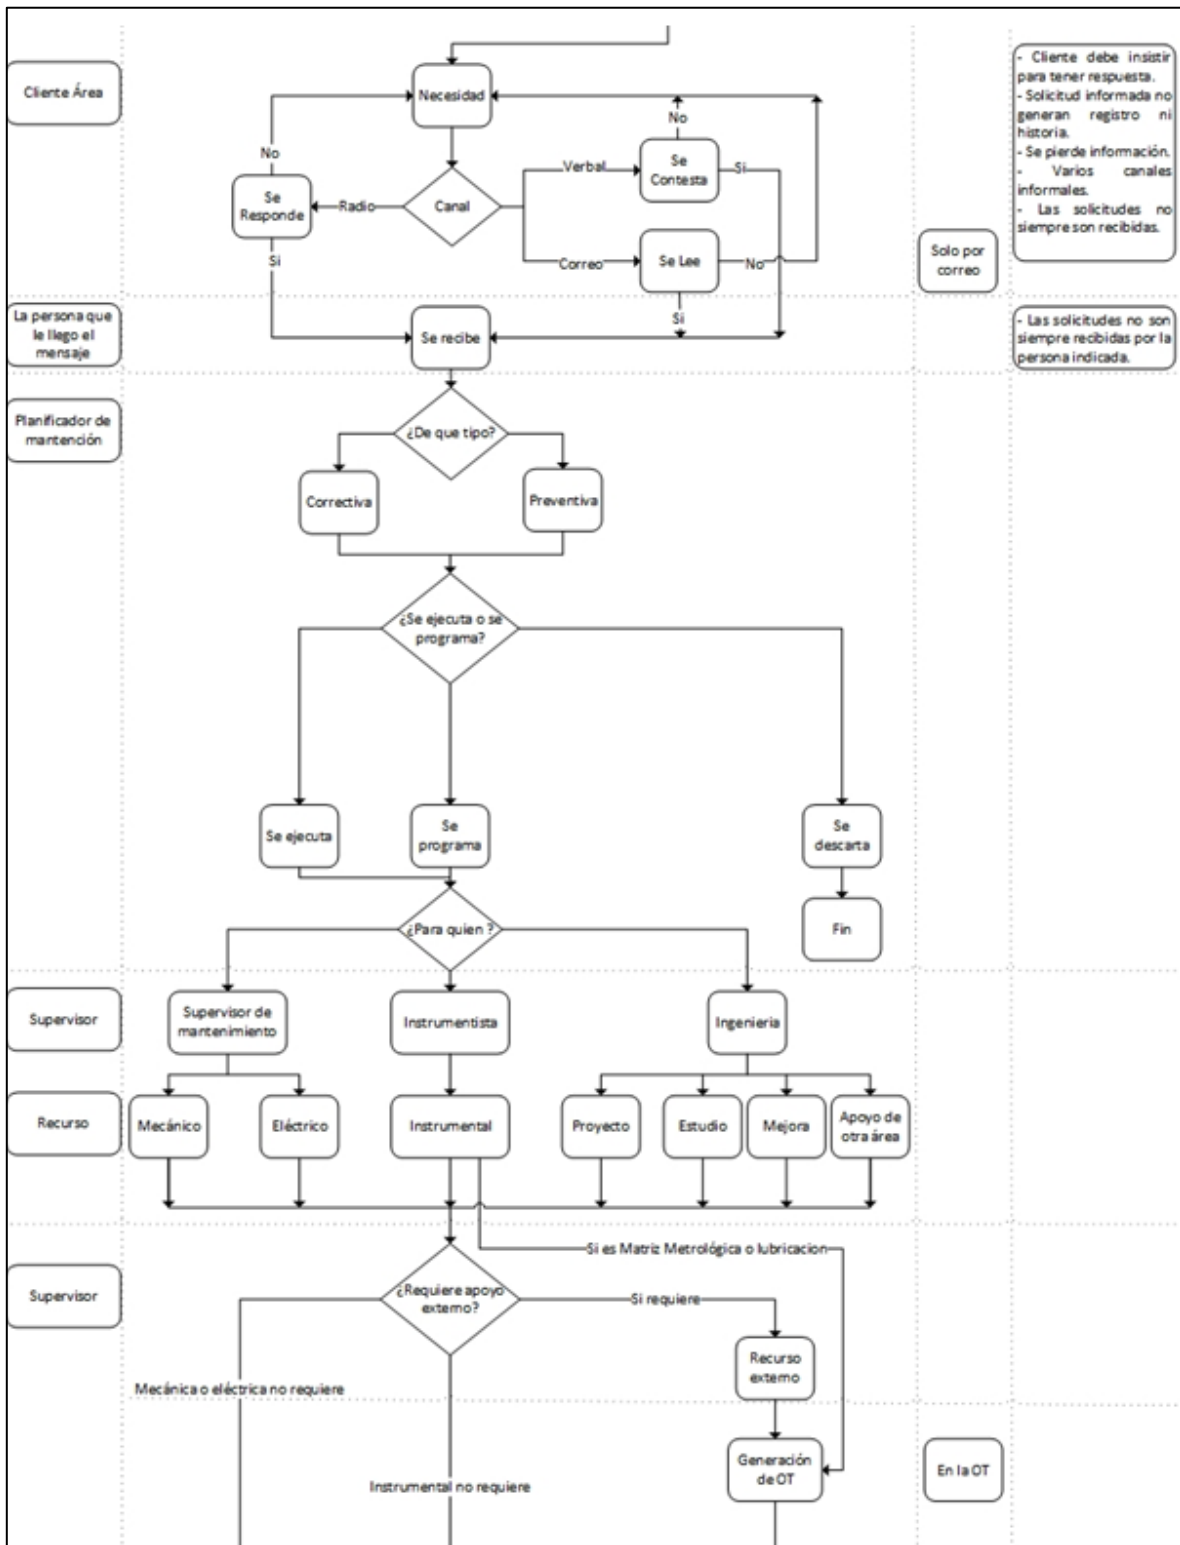 Cliente Área
Necesidad
- Cliente debe insistir
para tener respuesta.
- Solicitud informada no
generan registro ni
historia.
- Se pierde información.
- Varios canales
informales.
- Las solicitudes no
siempre son recibidas.
No
No
Se
Responde
Radio
Canal
Verbal
Se
Contesta
Si
Si
Correo
Se Lee
No
Solo por
correo
Si
La persona que
le llego el
mensaje
Se recibe
- Las solicitudes no son
siempre recibidas por la
persona indicada.
Planificador de
mantención
¿De que tipo?
Correctiva
Preventiva
¿Se ejecuta o se
programa?
Se ejecuta
Se
programa
Se
descarta
¿Para quien ?
Fin
Supervisor
Supervisor de
mantenimiento
Instrumentista
Ingenieria
Recurso
Mecánico
Eléctrico
Instrumental
Proyecto
Estudio
Mejora
Apoyo de
otra área
Si es Matriz Metrológica o lubricacion
Supervisor
¿Requiere apoyo
externo?
Si requiere
Recurso
externo
Mecánica o eléctrica no requiere
Generación
de OT
En la OT
Instrumental no requiere